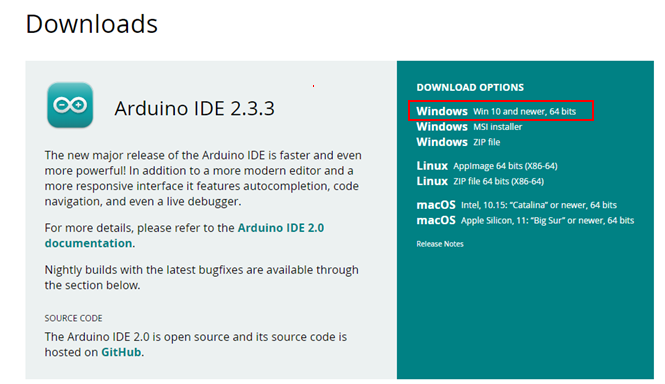 Downloads
Arduino IDE 2.3.3
The new major release of the Arduino IDE is faster and even
more powerful! In addition to a more modern editor and a
more responsive interface it features autocompletion, code
navigation, and even a live debugger.
For more details, please refer to the Arduino IDE 2.0
documentation.
Nightly builds with the latest bugfixes are available through
the section below.
SOURCE CODE
The Arduino IDE 2.0 is open source and its source code is
hosted on GitHub.
DOWNLOAD OPTIONS
Windows Win 10 and newer, 64 bits
Windows MSI installer
Windows ZIP file
Linux AppImage 64 bits (X86-64)
Linux ZIP file 64 bits (X86-64)
macOS Intel, 10.15: “Catalina” or newer, 64 bits
macOS Apple Silicon, 11: “Big Sur” or newer, 64 bits
Release Notes